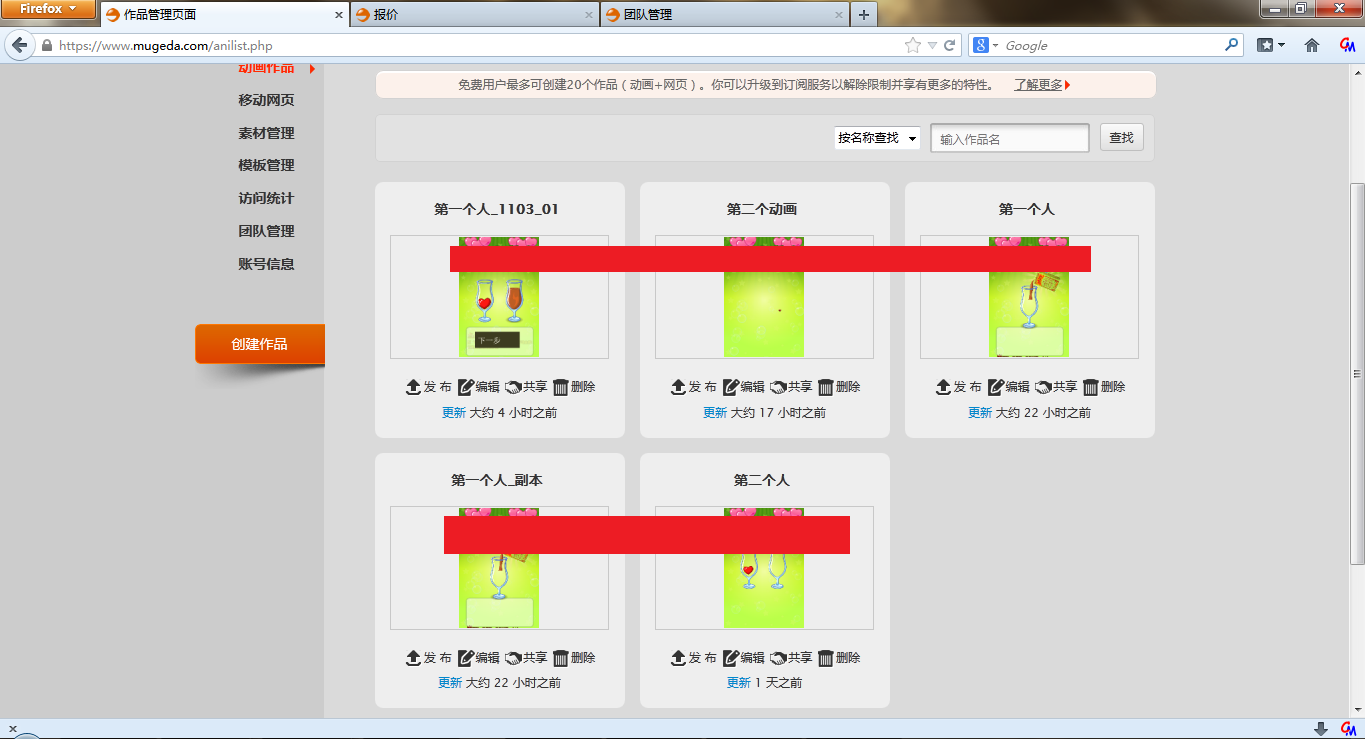 Firefox
作品管理页面
报价
团队管理
https://www.mugeda.com/anilist.php
Google
动画作品
移动网页
素材管理
模板管理
访问统计
团队管理
账号信息
创建作品
免费用户最多可创建20个作品（动画+网页）。你可以升级到订阅服务以解除限制并享有更多的特性。 了解更多
按名称查找 输入作品名 查找
第一个人_1103_01
下一步
发布 编辑 共享 删除
更新 大约 4 小时之前
第二个动画
发布 编辑 共享 删除
更新 大约 17 小时之前
第一个人
发布 编辑 共享 删除
更新 大约 22 小时之前
第一个人_副本
发布 编辑 共享 删除
更新 大约 22 小时之前
第二个人
发布 编辑 共享 删除
更新 1 天之前